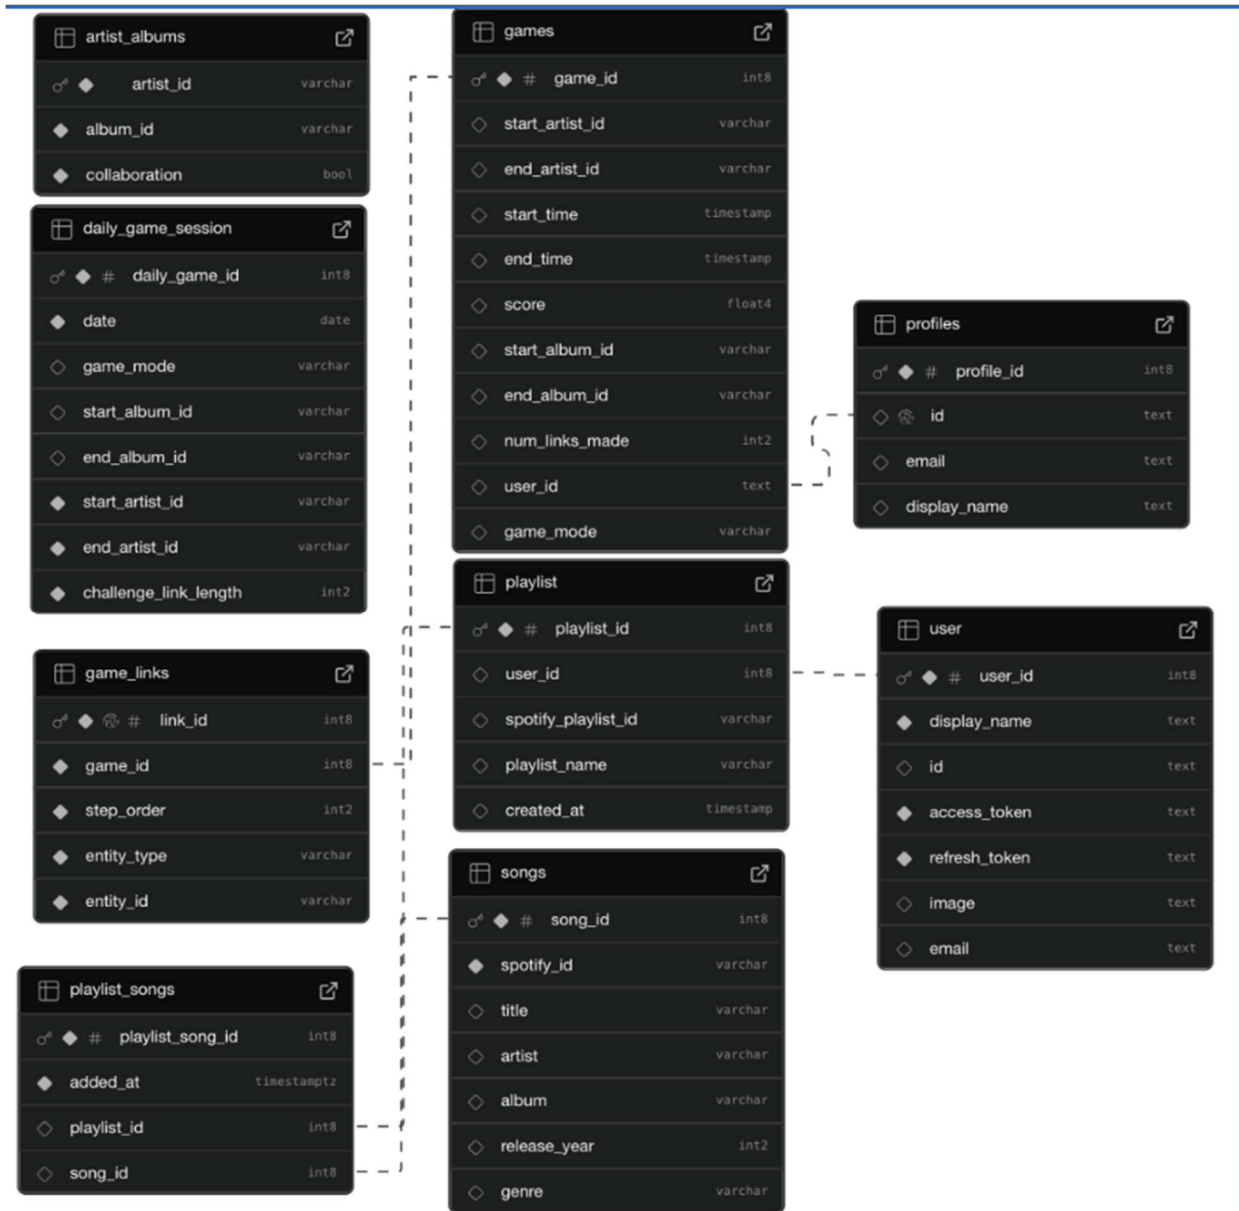 artist_albums
artist_id varchar
album_id varchar
collaboration bool
daily_game_session
# daily_game_id int8
date date
game_mode varchar
start_album_id varchar
end_album_id varchar
start_artist_id varchar
end_artist_id varchar
challenge_link_length int2
game_links
# link_id int8
game_id int8
step_order int2
entity_type varchar
entity_id varchar
playlist_songs
# playlist_song_id int8
added_at timestamptz
playlist_id int8
song_id int8
games
# game_id int8
start_artist_id varchar
end_artist_id varchar
start_time timestamp
end_time timestamp
score float4
start_album_id varchar
end_album_id varchar
num_links_made int2
user_id text
game_mode varchar
playlist
# playlist_id int8
user_id int8
spotify_playlist_id varchar
playlist_name varchar
created_at timestamp
songs
# song_id int8
spotify_id varchar
title varchar
artist varchar
album varchar
release_year int2
genre varchar
profiles
# profile_id int8
id text
email text
display_name text
user
# user_id int8
display_name text
id text
access_token text
refresh_token text
image text
email text